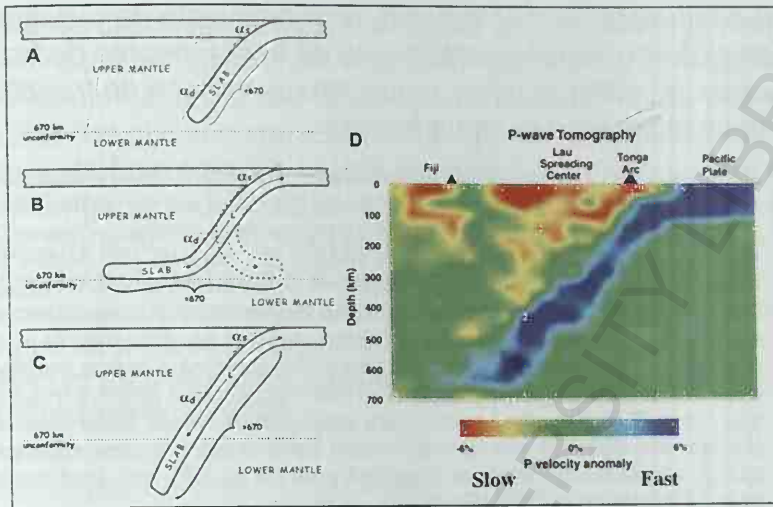 A
αs
UPPER MANTLE
αd
SLAB
<670
670 km
unconformity
LOWER MANTLE
B
αs
UPPER MANTLE
αd
670 km
unconformity
SLAB
>670
LOWER MANTLE
C
αs
UPPER MANTLE
αd
670 km
unconformity
>670
SLAB
LOWER MANTLE
D
P-wave Tomography
Fiji
Lau
Spreading
Center
Tonga
Arc
Pacific
Plate
Depth (km)
0
100
200
300
400
500
600
700
-6%
0%
6%
P velocity anomaly
Slow
Fast